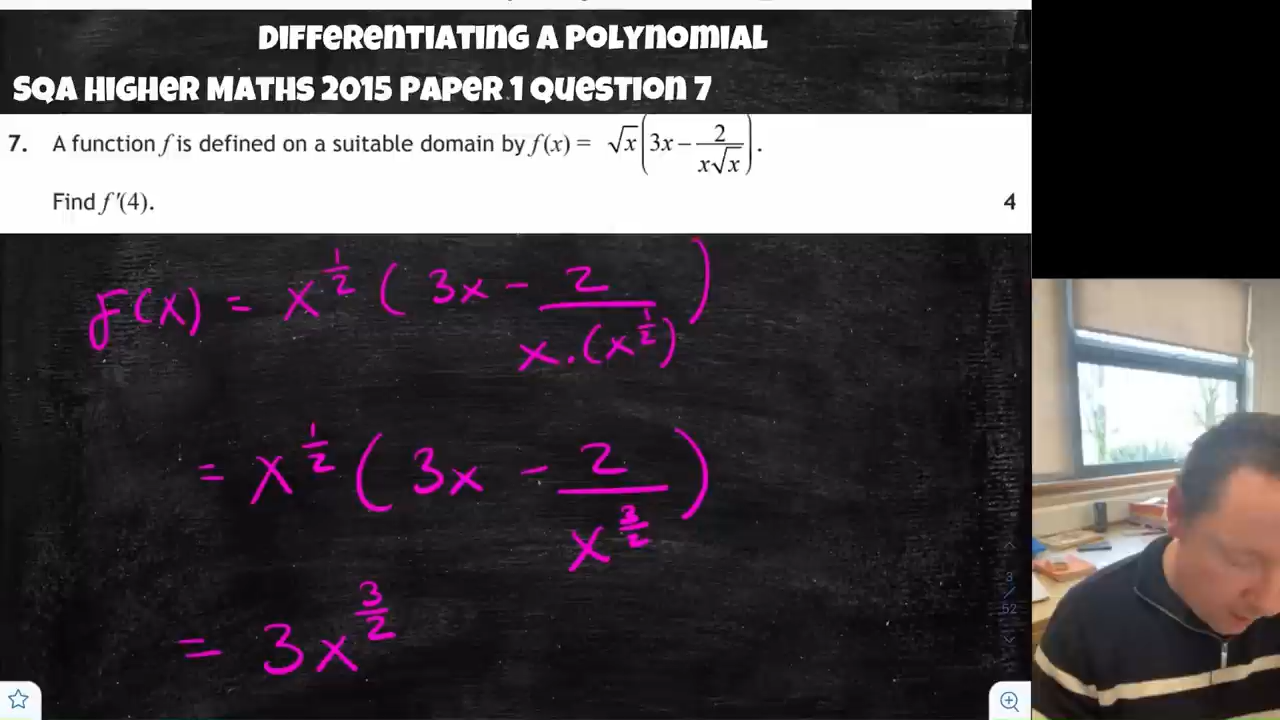 DIFFERENTIATING A POLYNOMIAL
SQA HIGHER MATHS 2015 PAPER 1 QUESTION 7
7. A function f is defined on a suitable domain by f(x) = √x(3x − 2/(x√x)).
Find f′(4). 4
f(x) = x^(1/2) (3x − 2/(x.(x^(1/2))))
= x^(1/2) (3x − 2/x^(3/2))
= 3x^(3/2)
3
/
52